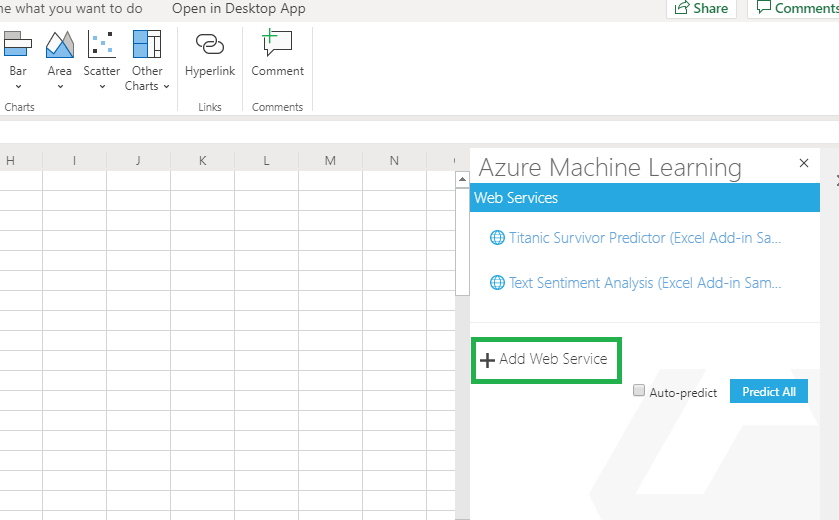 ne what you want to do Open in Desktop App Share Comments
Bar Area Scatter Other Charts Hyperlink Comment
Charts Links Comments
H I J K L M N
Azure Machine Learning
Web Services
Titanic Survivor Predictor (Excel Add-in Sa...
Text Sentiment Analysis (Excel Add-in Sam...
Add Web Service
Auto-predict Predict All